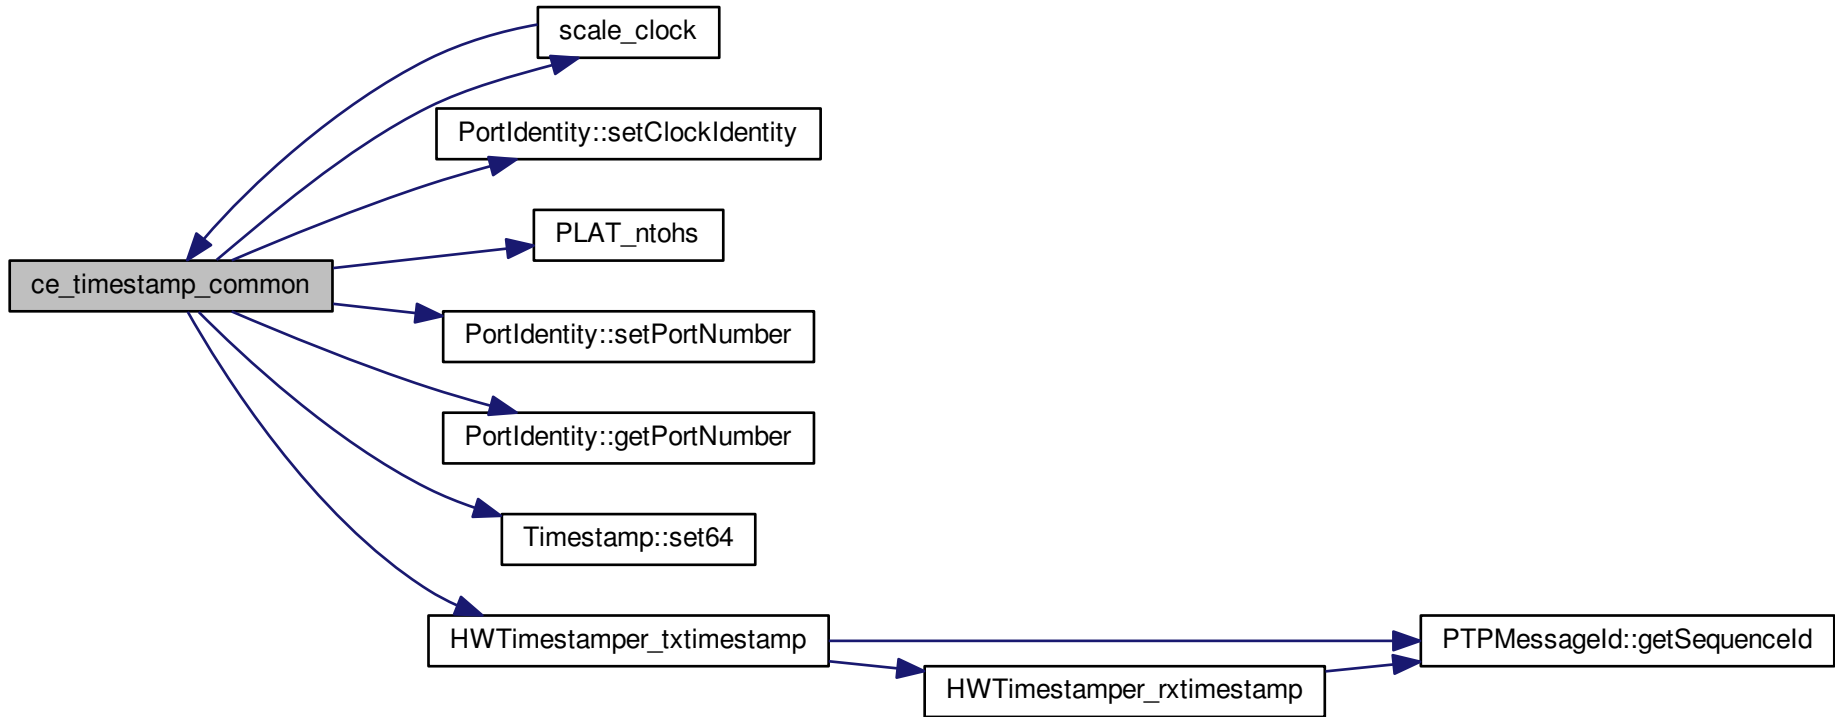 scale_clock
PortIdentity::setClockIdentity
PLAT_ntohs
ce_timestamp_common
PortIdentity::setPortNumber
PortIdentity::getPortNumber
Timestamp::set64
HWTimestamper_txtimestamp
PTPMessageId::getSequenceId
HWTimestamper_rxtimestamp